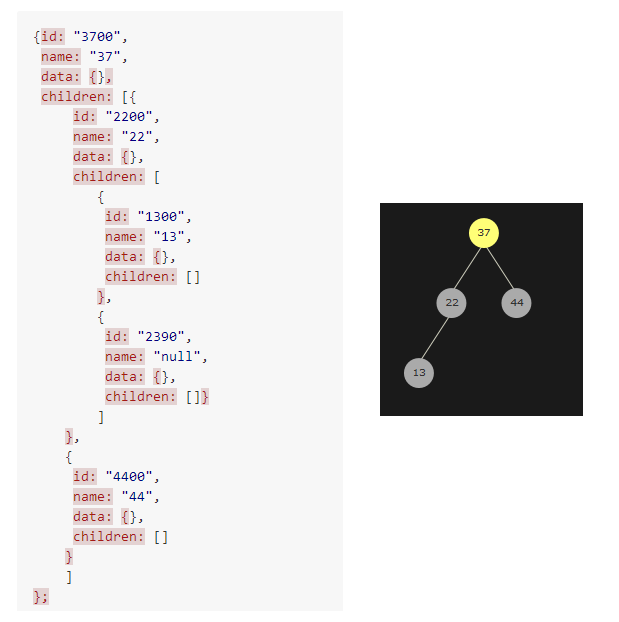 {id: "3700",
name: "37",
data: {},
children: [{
id: "2200",
name: "22",
data: {},
children: [
{
id: "1300",
name: "13",
data: {},
children: []
},
{
id: "2390",
name: "null",
data: {},
children: []}
]
},
{
id: "4400",
name: "44",
data: {},
children: []
}
]
};
37
22 44
13